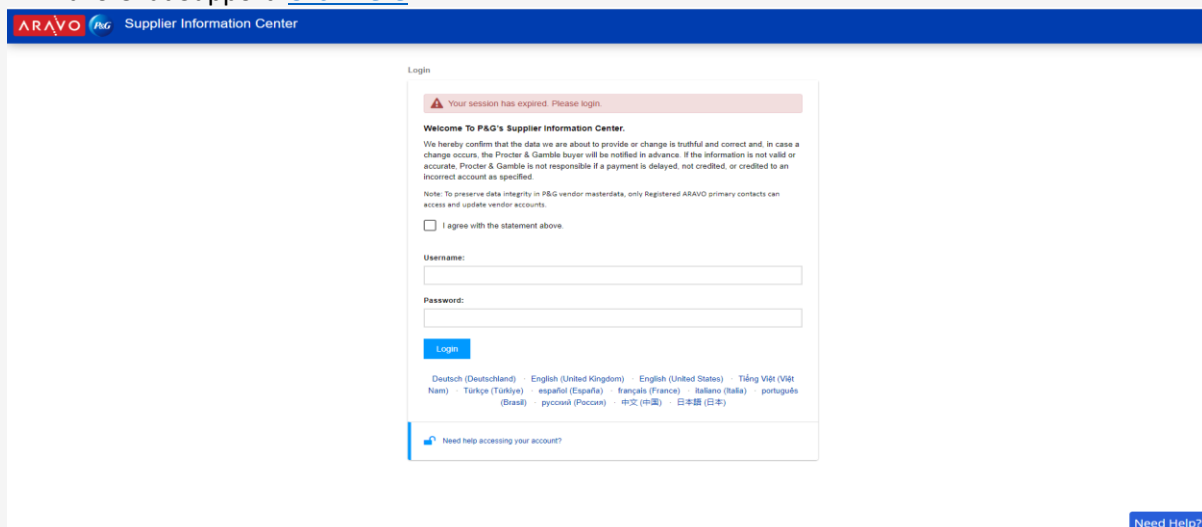 ARAVO P&G Supplier Information Center
Login
Your session has expired. Please login.
Welcome To P&G's Supplier Information Center.
We hereby confirm that the data we are about to provide or change is truthful and correct and, in case a
change occurs, the Procter & Gamble buyer will be notified in advance. If the information is not valid or
accurate, Procter & Gamble is not responsible if a payment is delayed, not credited, or credited to an
incorrect account as specified.
Note: To preserve data integrity in P&G vendor masterdata, only Registered ARAVO primary contacts can
access and update vendor accounts.
I agree with the statement above.
Username:
Password:
Login
Deutsch (Deutschland) · English (United Kingdom) · English (United States) · Tiếng Việt (Việt
Nam) · Türkçe (Türkiye) · español (España) · français (France) · italiano (Italia) · português
(Brasil) · русский (Россия) · 中文 (中国) · 日本語 (日本)
Need help accessing your account?
Need Help?